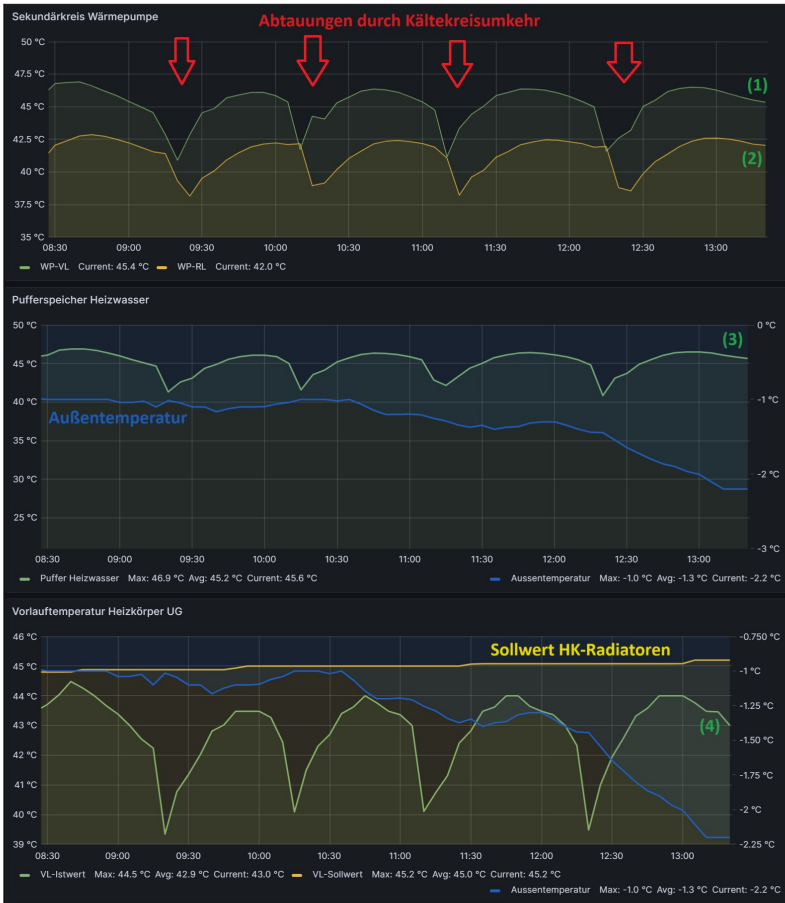 Sekundärkreis Wärmepumpe
Abtauungen durch Kältekreisumkehr
50 °C
47.5 °C
45 °C
42.5 °C
40 °C
37.5 °C
35 °C
(1)
(2)
08:30 09:00 09:30 10:00 10:30 11:00 11:30 12:00 12:30 13:00
WP-VL Current: 45.4 °C WP-RL Current: 42.0 °C
Pufferspeicher Heizwasser
50 °C 0 °C
(3)
45 °C
40 °C -1 °C
Außentemperatur
35 °C
30 °C -2 °C
25 °C
-3 °C
08:30 09:00 09:30 10:00 10:30 11:00 11:30 12:00 12:30 13:00
Puffer Heizwasser Max: 46.9 °C Avg: 45.2 °C Current: 45.6 °C Aussentemperatur Max: -1.0 °C Avg: -1.3 °C Current: -2.2 °C
Vorlauftemperatur Heizkörper UG
46 °C -0.750 °C
Sollwert HK-Radiatoren
45 °C -1 °C
44 °C -1.25 °C
43 °C (4) -1.50 °C
42 °C
41 °C -1.75 °C
40 °C -2 °C
39 °C -2.25 °C
08:30 09:00 09:30 10:00 10:30 11:00 11:30 12:00 12:30 13:00
VL-Istwert Max: 44.5 °C Avg: 42.9 °C Current: 43.0 °C VL-Sollwert Max: 45.2 °C Avg: 45.0 °C Current: 45.2 °C
Aussentemperatur Max: -1.0 °C Avg: -1.3 °C Current: -2.2 °C